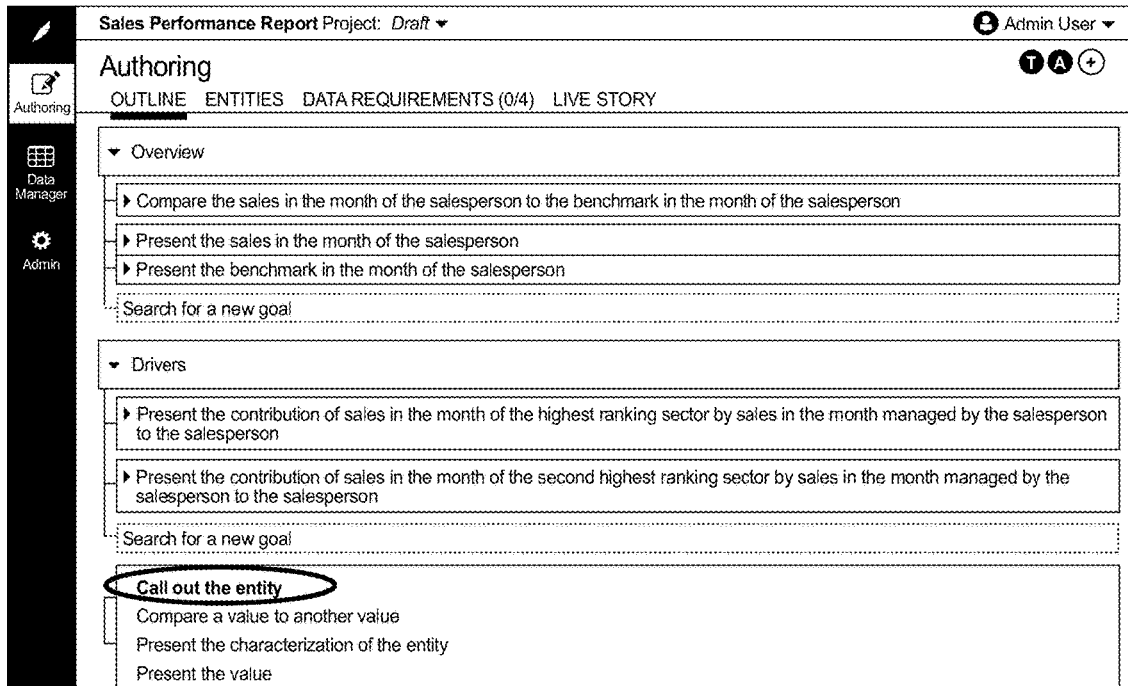 Sales Performance Report Project: Draft
Admin User
Authoring
T A +
Authoring
OUTLINE ENTITIES DATA REQUIREMENTS (0/4) LIVE STORY
Data
Manager
Admin
Overview
Compare the sales in the month of the salesperson to the benchmark in the month of the salesperson
Present the sales in the month of the salesperson
Present the benchmark in the month of the salesperson
Search for a new goal
Drivers
Present the contribution of sales in the month of the highest ranking sector by sales in the month managed by the salesperson
to the salesperson
Present the contribution of sales in the month of the second highest ranking sector by sales in the month managed by the
salesperson to the salesperson
Search for a new goal
Call out the entity
Compare a value to another value
Present the characterization of the entity
Present the value